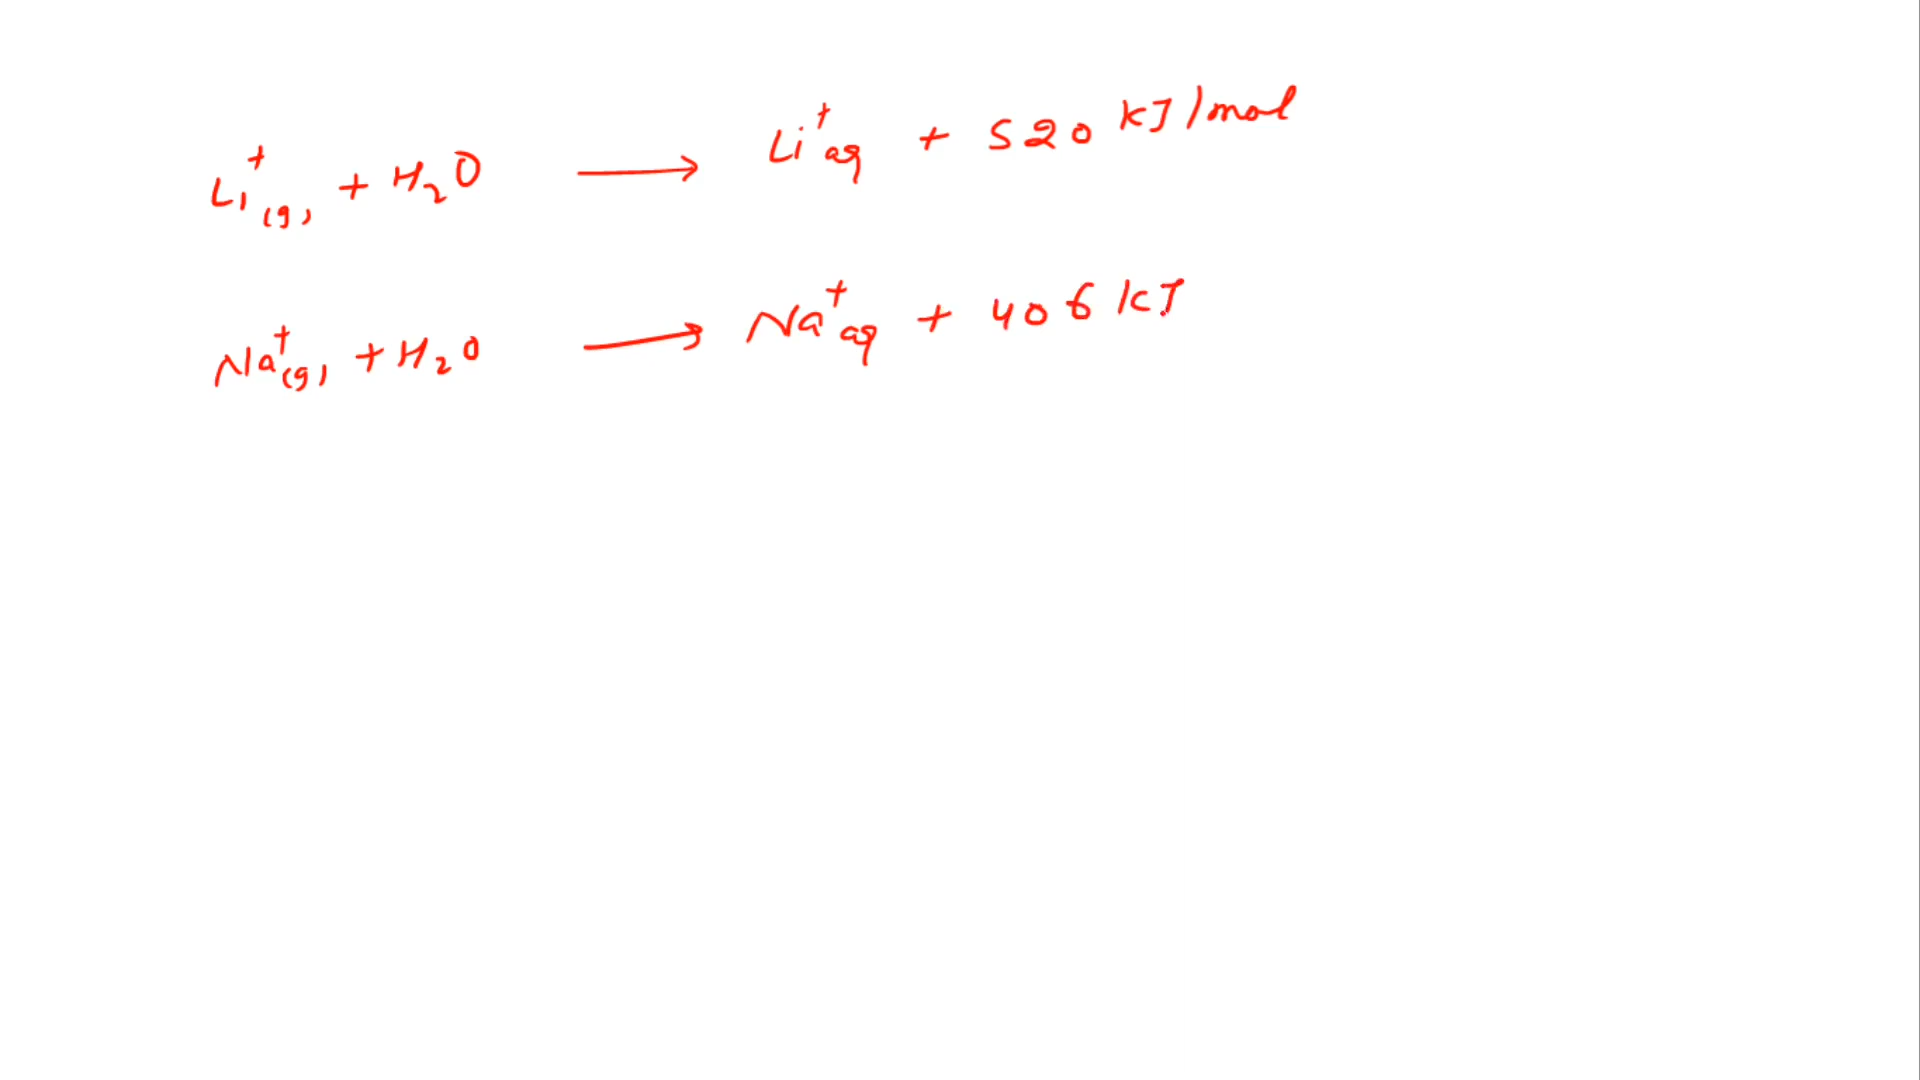 Li⁺(g) + H₂O ⟶ Li⁺aq + 520 kJ/mol
Na⁺(g) + H₂O ⟶ Na⁺aq + 406 kJ